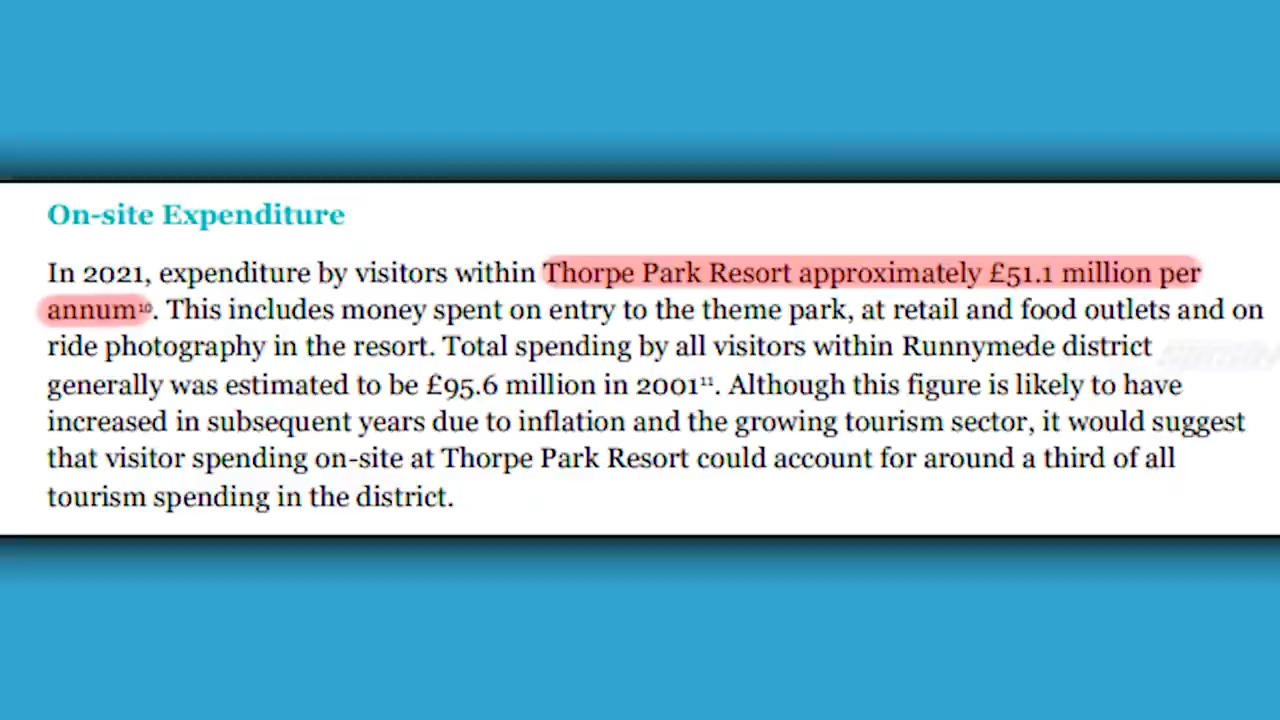 On-site Expenditure
In 2021, expenditure by visitors within Thorpe Park Resort approximately £51.1 million per
annum¹⁰. This includes money spent on entry to the theme park, at retail and food outlets and on
ride photography in the resort. Total spending by all visitors within Runnymede district
generally was estimated to be £95.6 million in 2001¹¹. Although this figure is likely to have
increased in subsequent years due to inflation and the growing tourism sector, it would suggest
that visitor spending on-site at Thorpe Park Resort could account for around a third of all
tourism spending in the district.